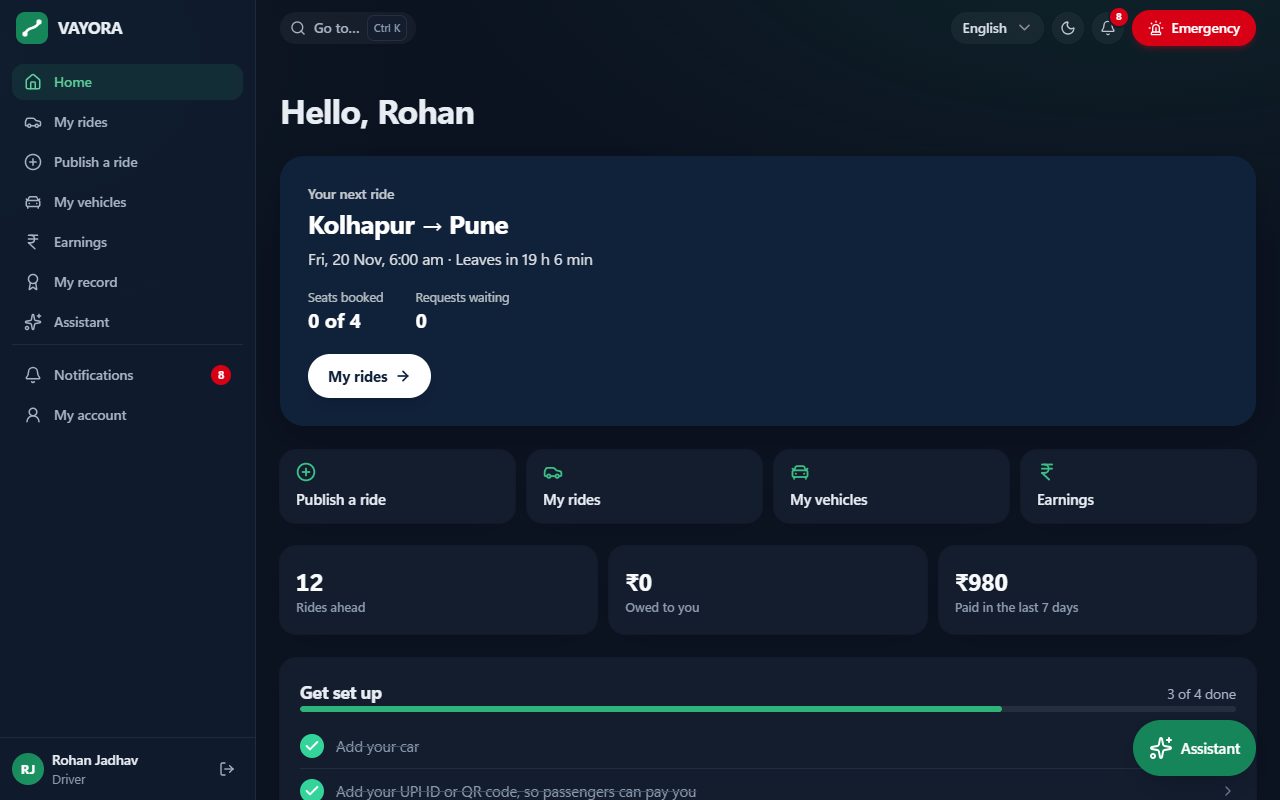 VAYORA
Go to... Ctrl K
English
8
Emergency
Home
My rides
Publish a ride
My vehicles
Earnings
My record
Assistant
Notifications 8
My account
Hello, Rohan
Your next ride
Kolhapur → Pune
Fri, 20 Nov, 6:00 am · Leaves in 19 h 6 min
Seats booked Requests waiting
0 of 4 0
My rides →
Publish a ride
My rides
My vehicles
₹
Earnings
12
Rides ahead
₹0
Owed to you
₹980
Paid in the last 7 days
Get set up 3 of 4 done
Add your car
Add your UPI ID or QR code, so passengers can pay you
Assistant
RJ
Rohan Jadhav
Driver